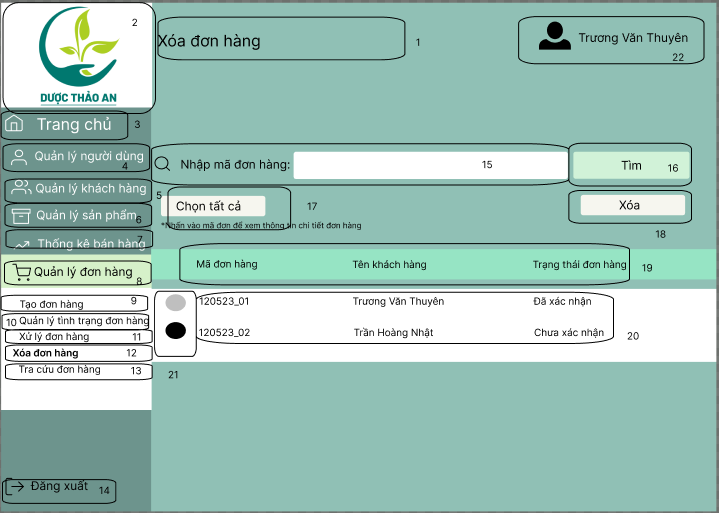 2
DƯỢC THẢO AN
Xóa đơn hàng
1
Trương Văn Thuyên
22
Trang chủ
3
Quản lý người dùng
4
Quản lý khách hàng
5
Quản lý sản phẩm
6
Thống kê bán hàng
7
Quản lý đơn hàng
8
Tạo đơn hàng
9
10
Quản lý tình trạng đơn hàng
Xử lý đơn hàng
11
Xóa đơn hàng
12
Tra cứu đơn hàng
13
Đăng xuất
14
Nhập mã đơn hàng:
15
Tìm
16
Chọn tất cả
17
Xóa
18
*Nhấn vào mã đơn để xem thông tin chi tiết đơn hàng
Mã đơn hàng Tên khách hàng Trạng thái đơn hàng
19
120523_01 Trương Văn Thuyên Đã xác nhận
120523_02 Trần Hoàng Nhật Chưa xác nhận
20
21